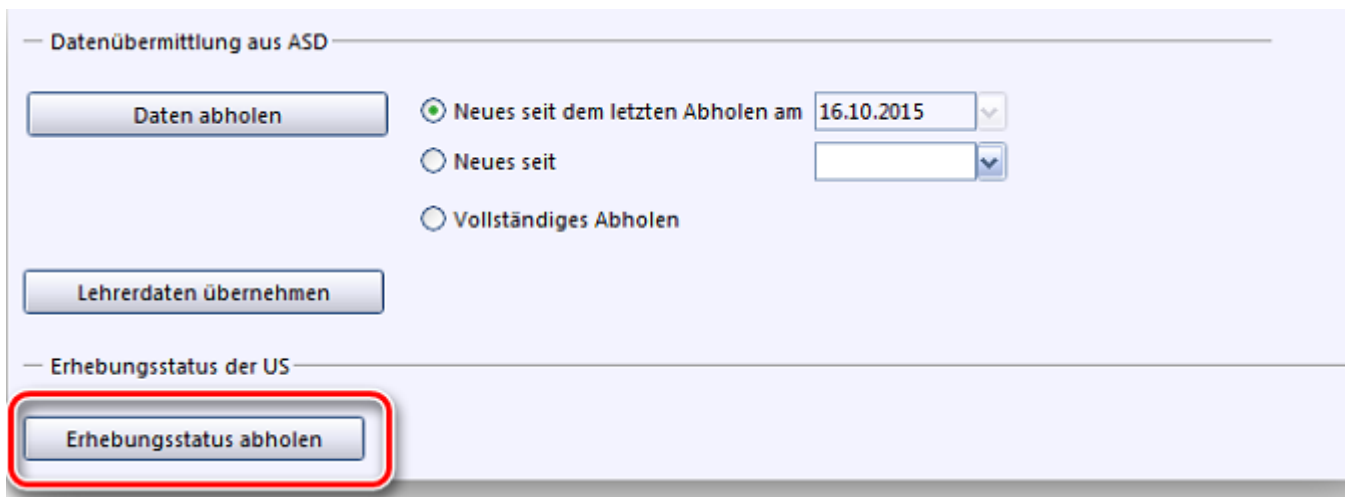 Datenübermittlung aus ASD
Daten abholen
Neues seit dem letzten Abholen am 16.10.2015
Neues seit
Vollständiges Abholen
Lehrerdaten übernehmen
Erhebungsstatus der US
Erhebungsstatus abholen